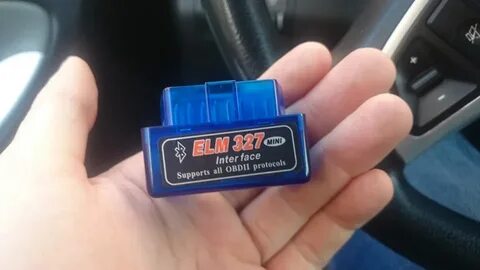 ELM 327 MINI
Interface
Supports all OBDII protocols